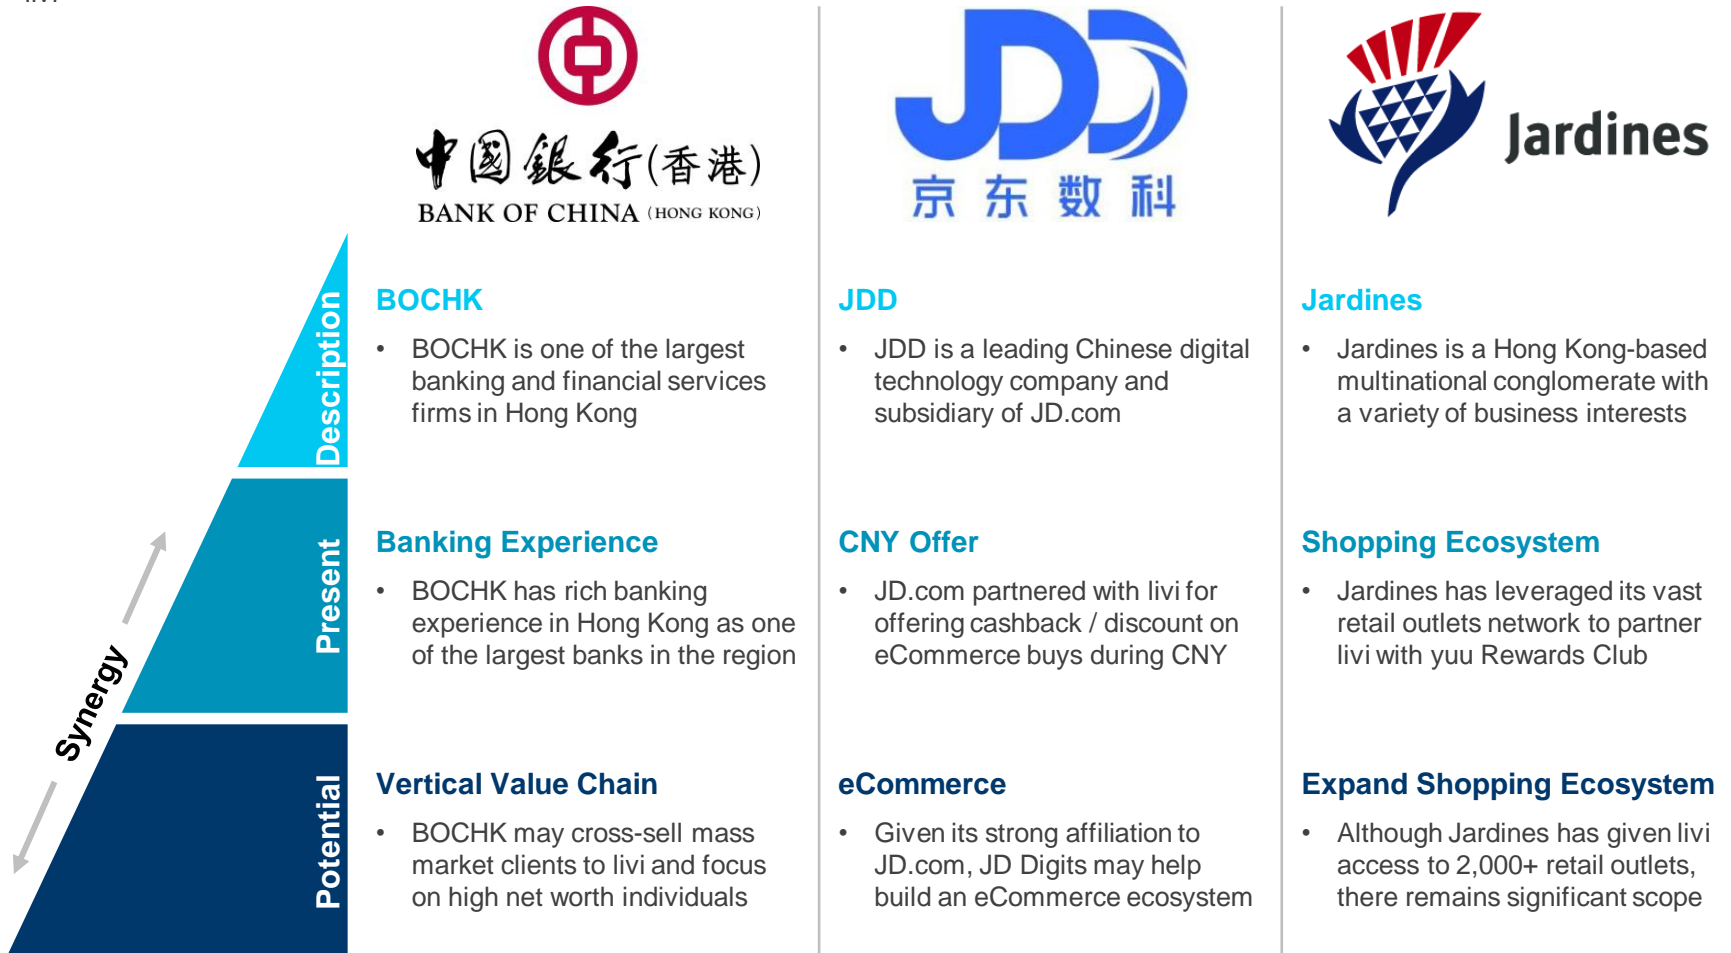 中國銀行(香港)
BANK OF CHINA (HONG KONG)
JDD
京东数科
Jardines
Description
BOCHK
• BOCHK is one of the largest
banking and financial services
firms in Hong Kong
JDD
• JDD is a leading Chinese digital
technology company and
subsidiary of JD.com
Jardines
• Jardines is a Hong Kong-based
multinational conglomerate with
a variety of business interests
Synergy
Present
Banking Experience
• BOCHK has rich banking
experience in Hong Kong as one
of the largest banks in the region
CNY Offer
• JD.com partnered with livi for
offering cashback / discount on
eCommerce buys during CNY
Shopping Ecosystem
• Jardines has leveraged its vast
retail outlets network to partner
livi with yuu Rewards Club
Potential
Vertical Value Chain
• BOCHK may cross-sell mass
market clients to livi and focus
on high net worth individuals
eCommerce
• Given its strong affiliation to
JD.com, JD Digits may help
build an eCommerce ecosystem
Expand Shopping Ecosystem
• Although Jardines has given livi
access to 2,000+ retail outlets,
there remains significant scope